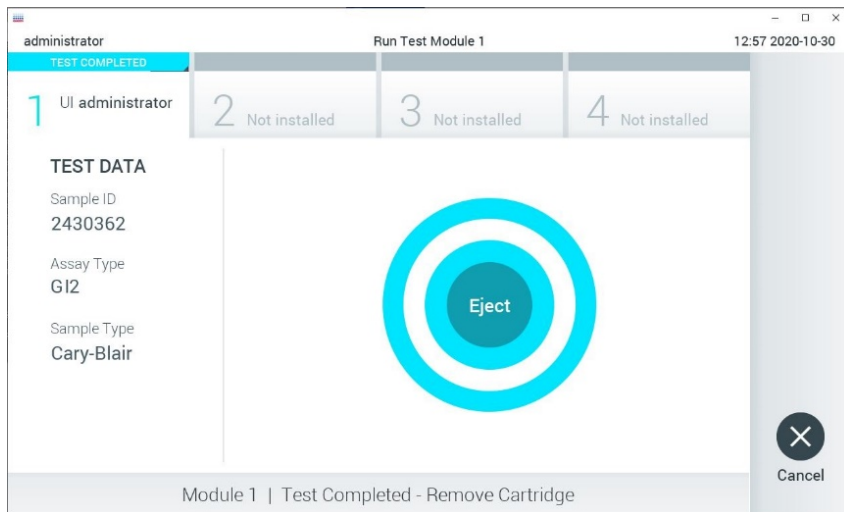 administrator
Run Test Module 1
12:57 2020-10-30
TEST COMPLETED
1 UI administrator
2 Not installed
3 Not installed
4 Not installed
TEST DATA
Sample ID
2430362
Assay Type
GI2
Sample Type
Cary-Blair
Eject
Cancel
Module 1 | Test Completed - Remove Cartridge